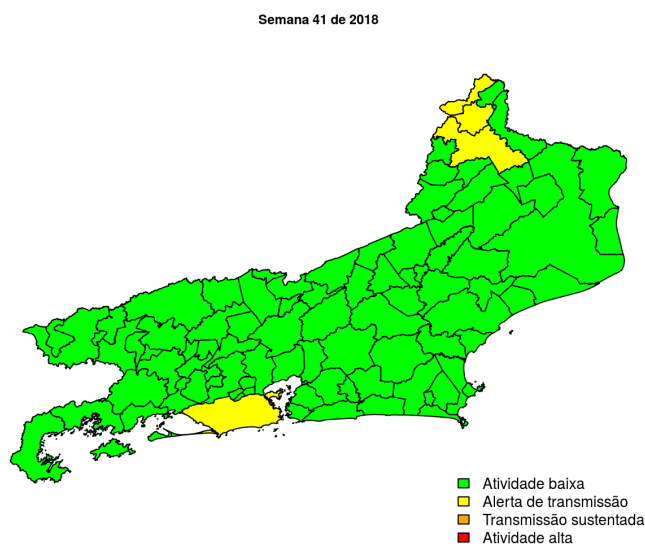 Semana 41 de 2018
Atividade baixa
Alerta de transmissão
Transmissão sustentada
Atividade alta